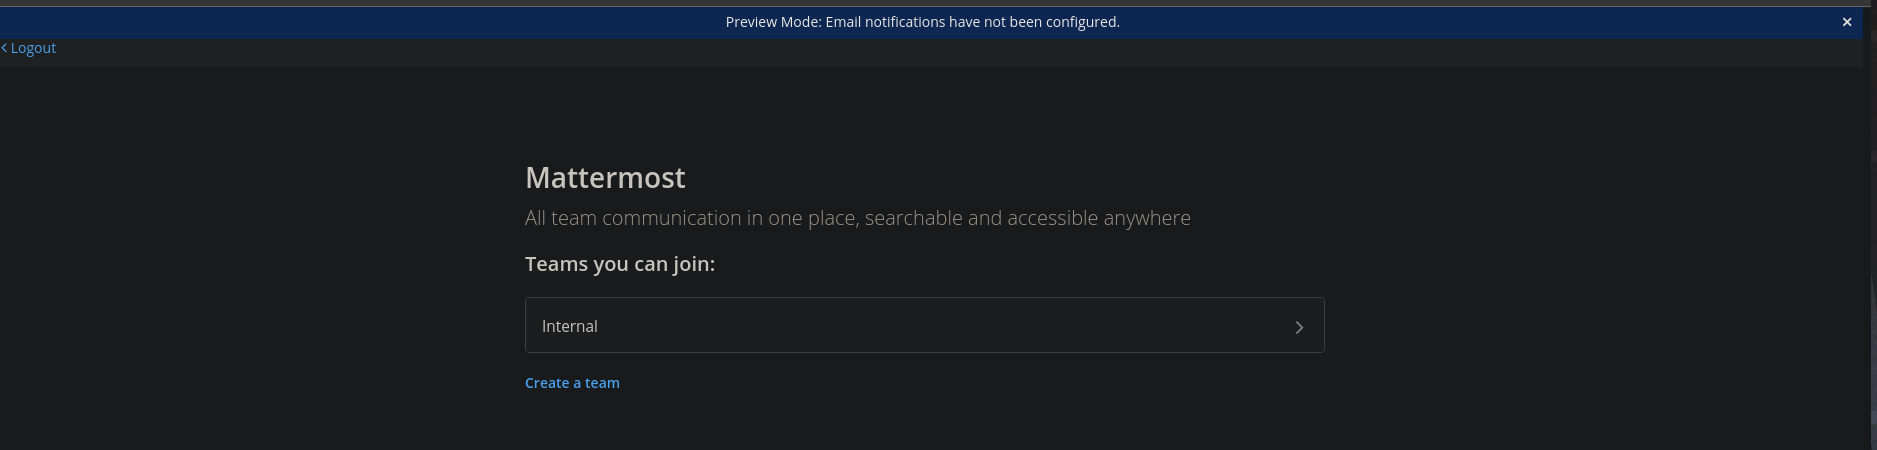 Preview Mode: Email notifications have not been configured.
Logout
Mattermost
All team communication in one place, searchable and accessible anywhere
Teams you can join:
Internal
Create a team